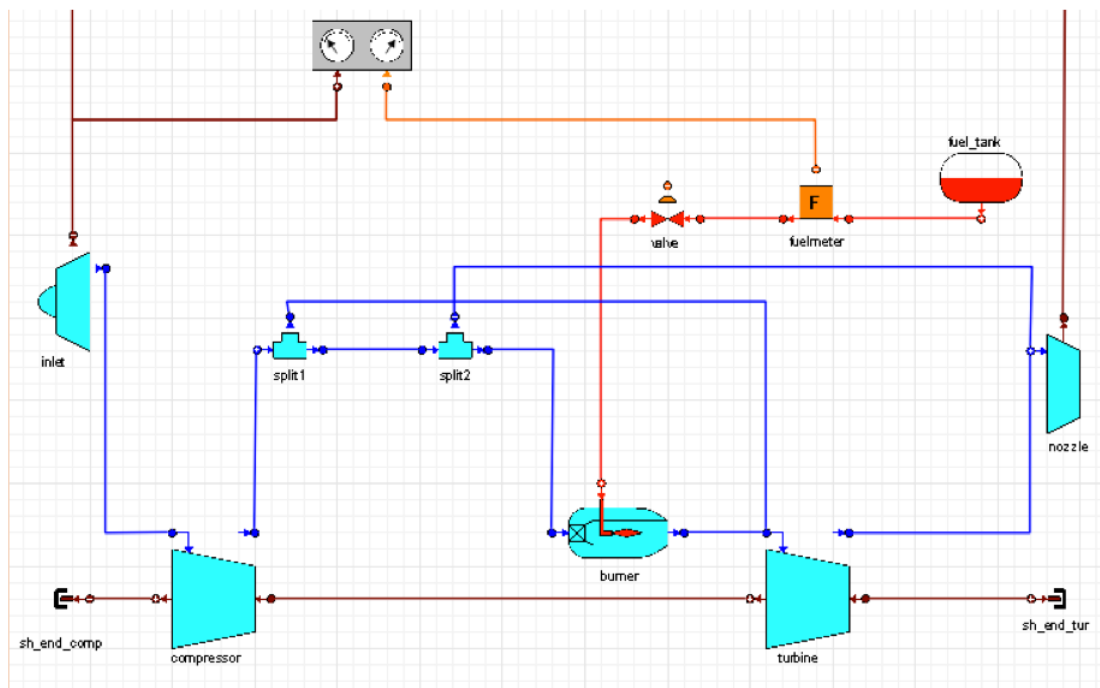 fuel_tank
F
valve
fuelmeter
inlet
split1
split2
nozzle
burner
sh_end_comp
compressor
turbine
sh_end_tur